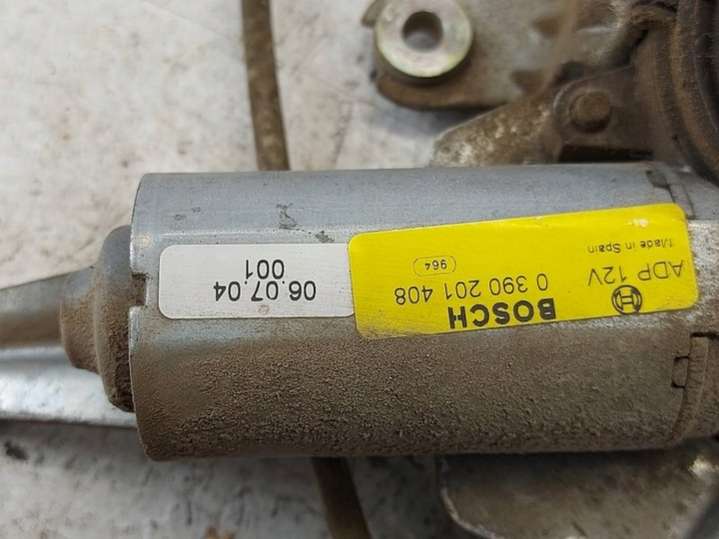 BOSCH
0 390 201 408
964
ADP 12V
Made in Spain
06.07.04
001